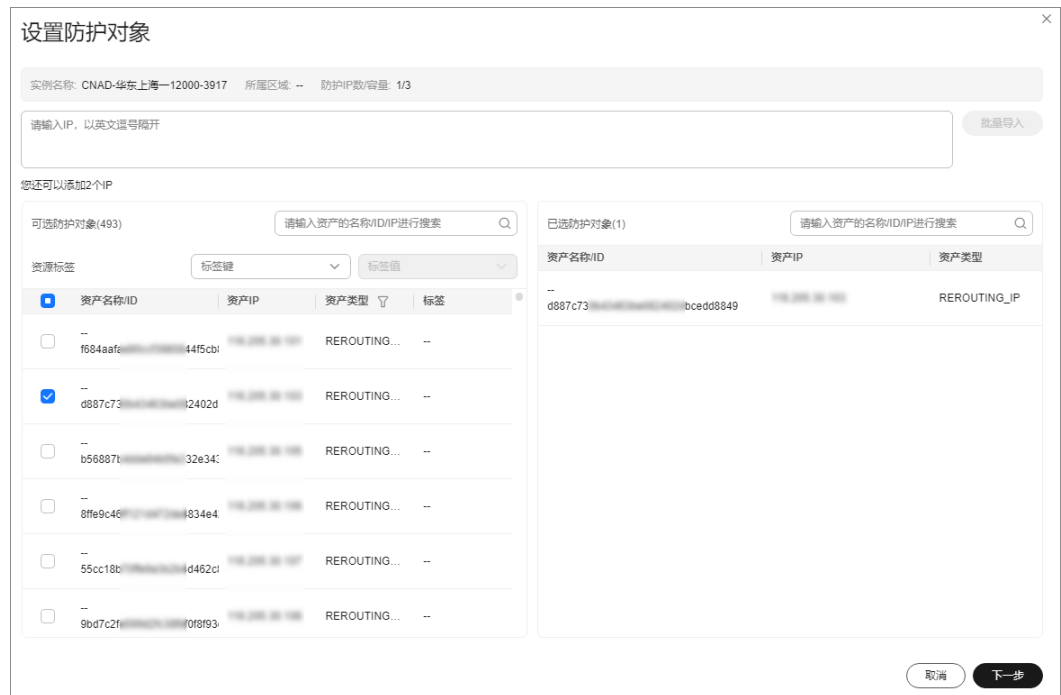 设置防护对象
实例名称: CNAD-华东上海一12000-3917 所属区域: -- 防护IP数/容量: 1/3
请输入IP，以英文逗号隔开
批量导入
您还可以添加2个IP
可选防护对象(493) 请输入资产的名称/ID/IP进行搜索
资源标签 标签键 标签值
资产名称/ID 资产IP 资产类型 标签
--
f684aafa 44f5cb REROUTING... --
--
d887c73 2402d REROUTING... --
--
b56887 32e34 REROUTING... --
--
8ffe9c46 4834e4 REROUTING... --
--
55cc18b d462c REROUTING... --
--
9bd7c2f f0f8f93 REROUTING... --
已选防护对象(1) 请输入资产的名称/ID/IP进行搜索
资产名称/ID 资产IP 资产类型
--
d887c73 bcedd8849 REROUTING_IP
取消 下一步